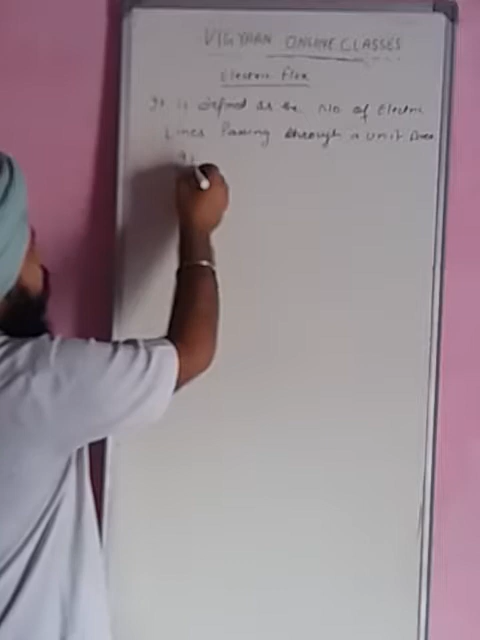 VIGYAN ONLINE CLASSES
Electric Flux
It is defined as the No of Electric
Lines Passing through a unit Area